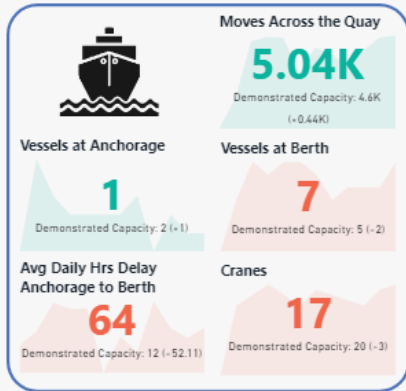 Moves Across the Quay
5.04K
Demonstrated Capacity: 4.6K
(+0.44K)
Vessels at Anchorage
1
Demonstrated Capacity: 2 (+1)
Vessels at Berth
7
Demonstrated Capacity: 5 (-2)
Avg Daily Hrs Delay
Anchorage to Berth
64
Demonstrated Capacity: 12 (-52.11)
Cranes
17
Demonstrated Capacity: 20 (-3)